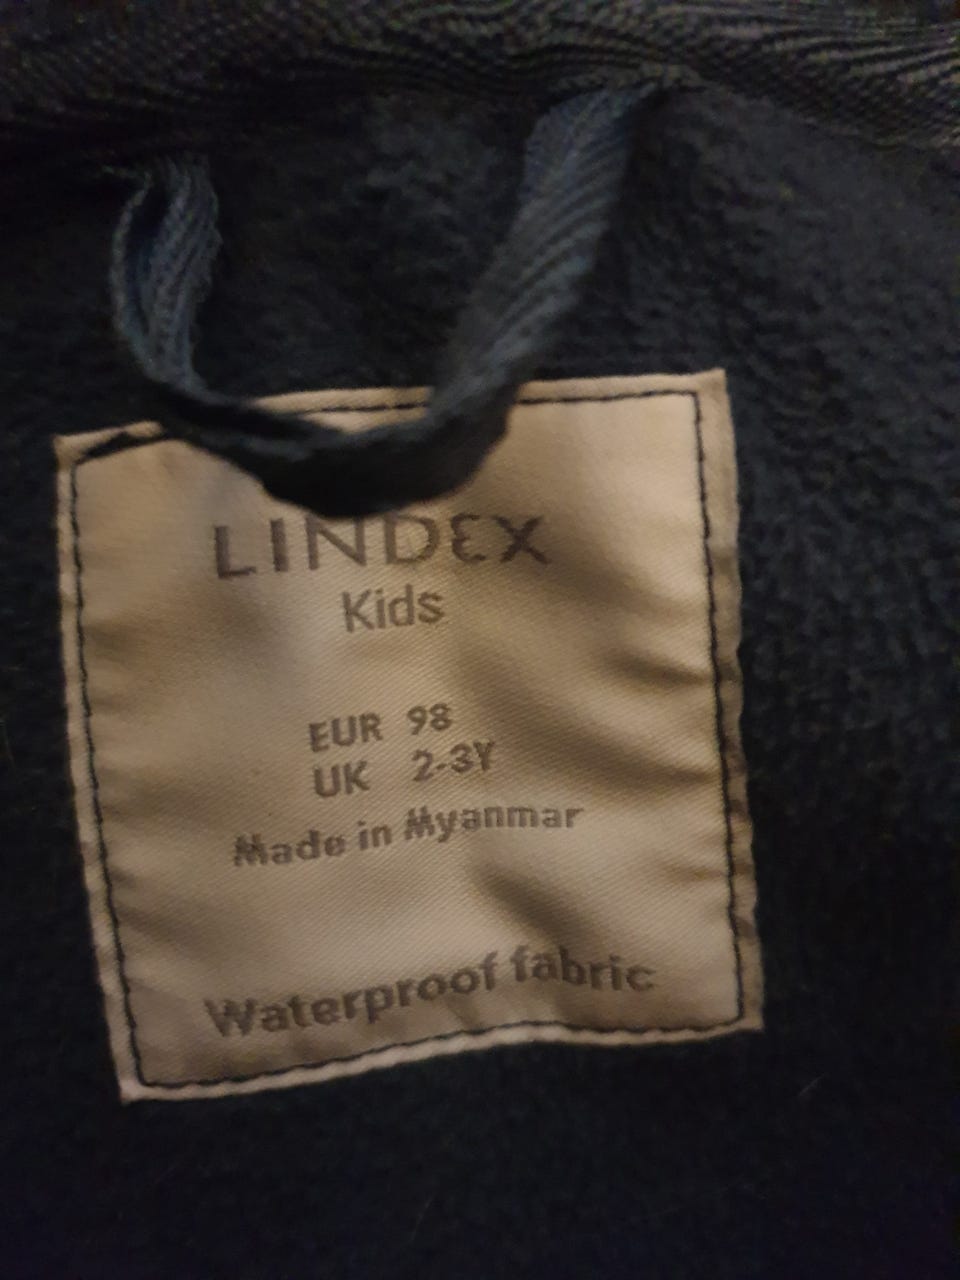 LINDEX
Kids
EUR 98
UK 2-3Y
Made in Myanmar
Waterproof fabric